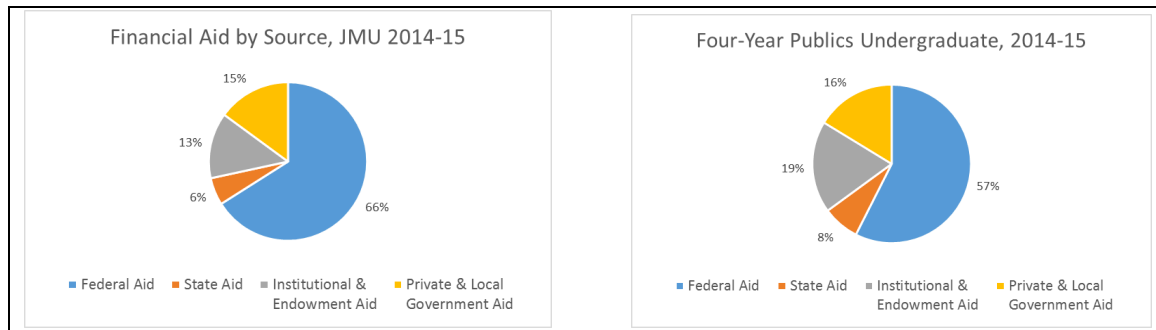 Financial Aid by Source, JMU 2014-15
15%
13%
6%
66%
Federal Aid State Aid Institutional & Private & Local
Endowment Aid Government Aid
Four-Year Publics Undergraduate, 2014-15
16%
19%
57%
8%
Federal Aid State Aid Institutional & Private & Local
Endowment Aid Government Aid